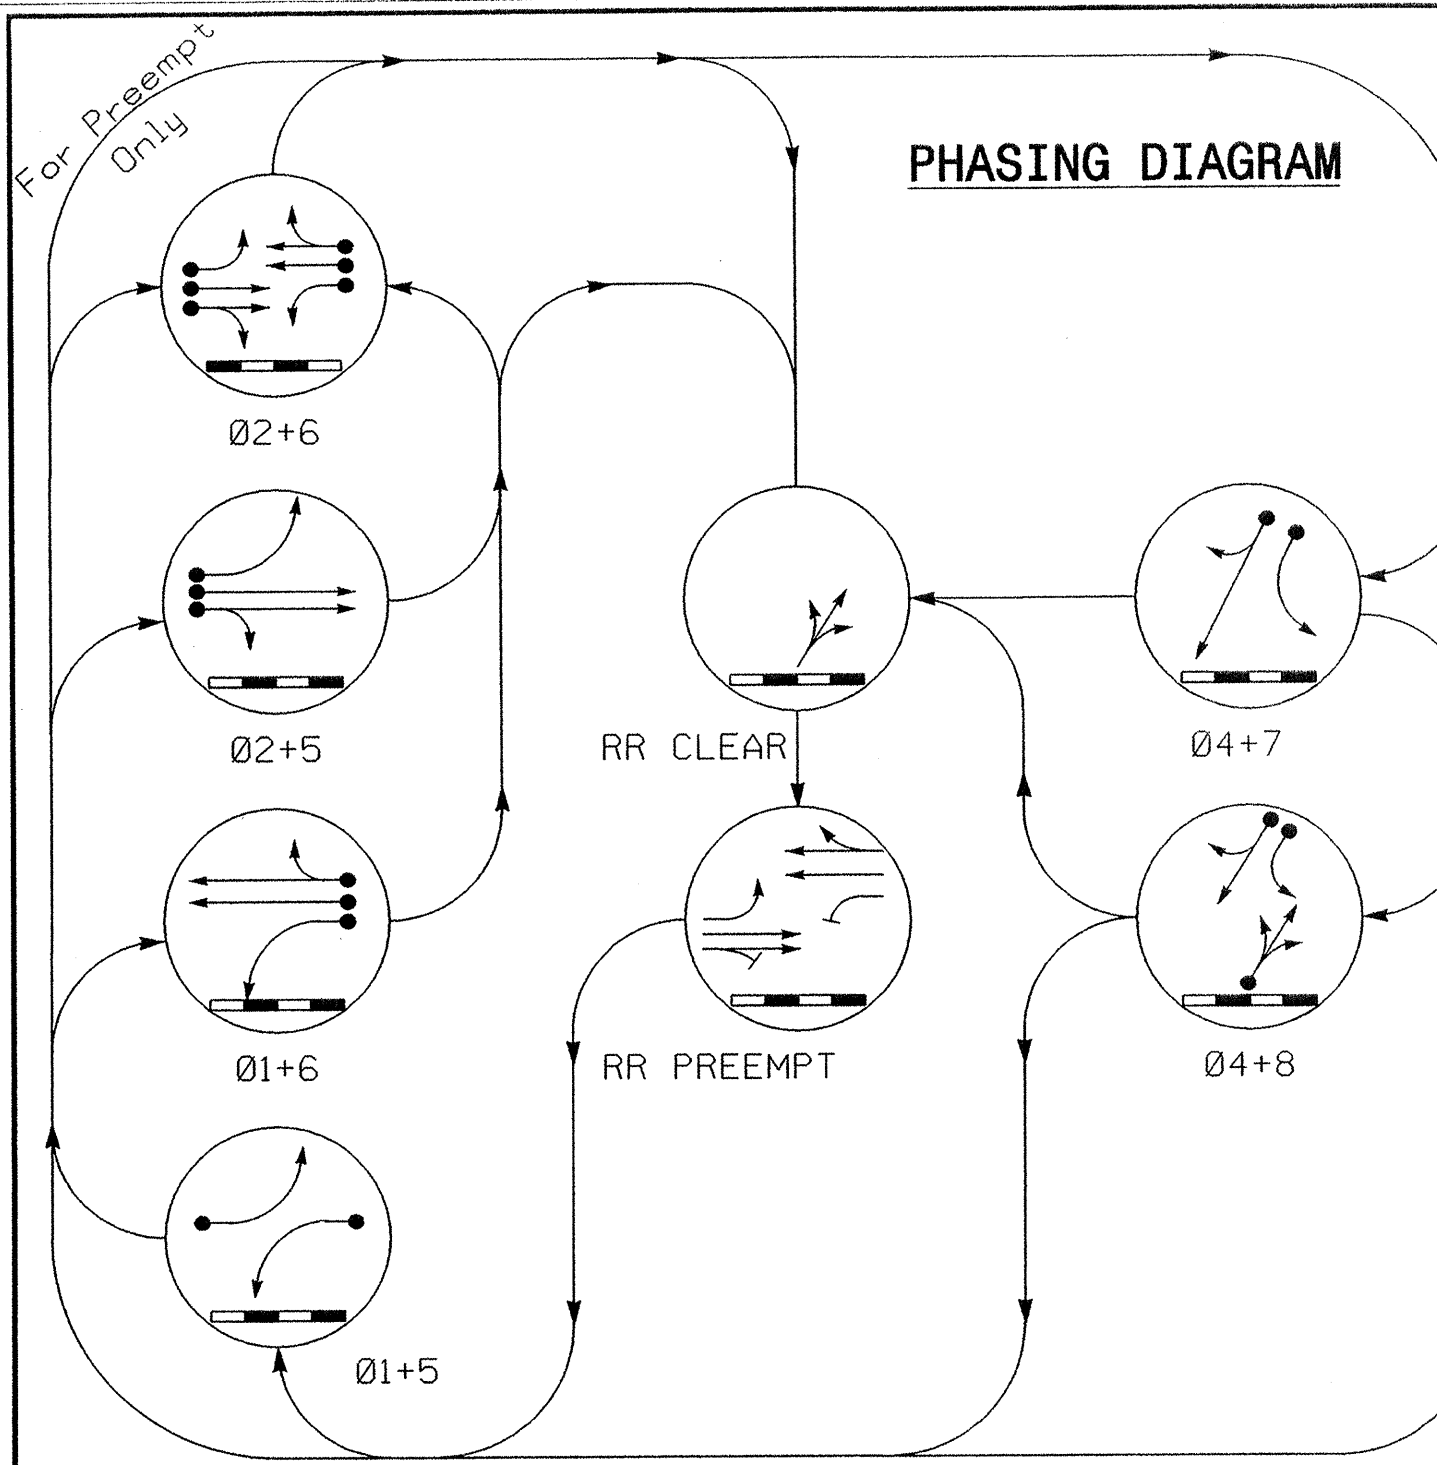 For Preempt
Only
PHASING DIAGRAM
Ø2+6
Ø2+5
RR CLEAR
Ø4+7
Ø1+6
RR PREEMPT
Ø4+8
Ø1+5